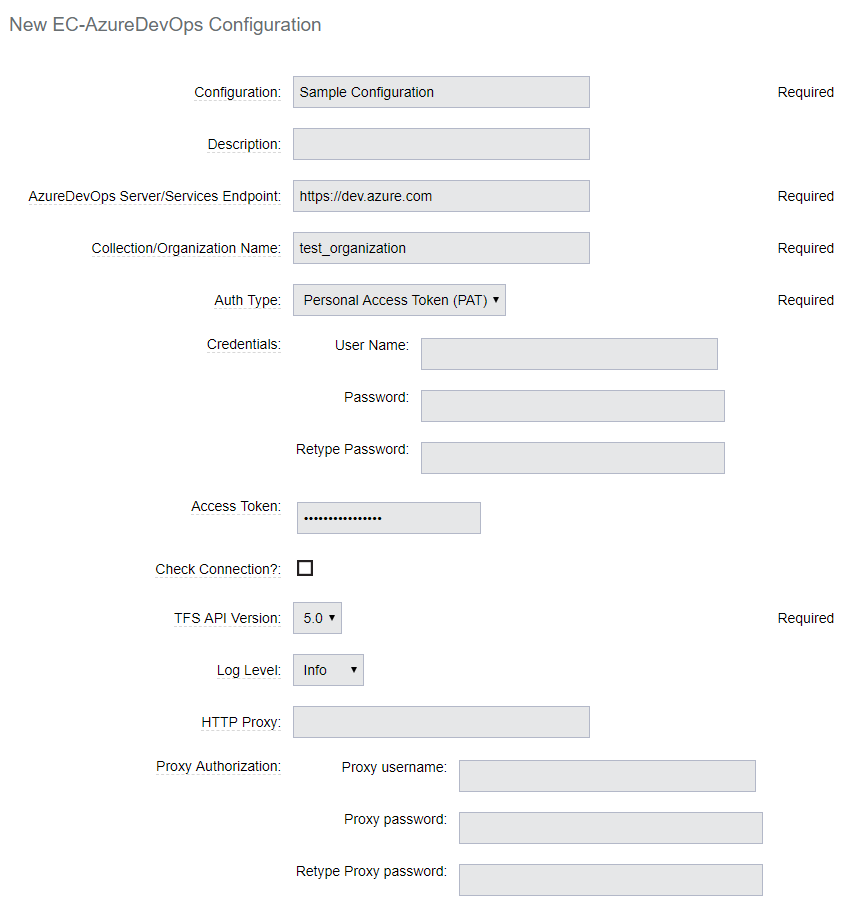 New EC-AzureDevOps Configuration
Configuration: Sample Configuration Required
Description:
AzureDevOps Server/Services Endpoint: https://dev.azure.com Required
Collection/Organization Name: test_organization Required
Auth Type: Personal Access Token (PAT) Required
Credentials: User Name:
Password:
Retype Password:
Access Token: ••••••••••••••••
Check Connection?:
TFS API Version: 5.0 Required
Log Level: Info
HTTP Proxy:
Proxy Authorization: Proxy username:
Proxy password:
Retype Proxy password: